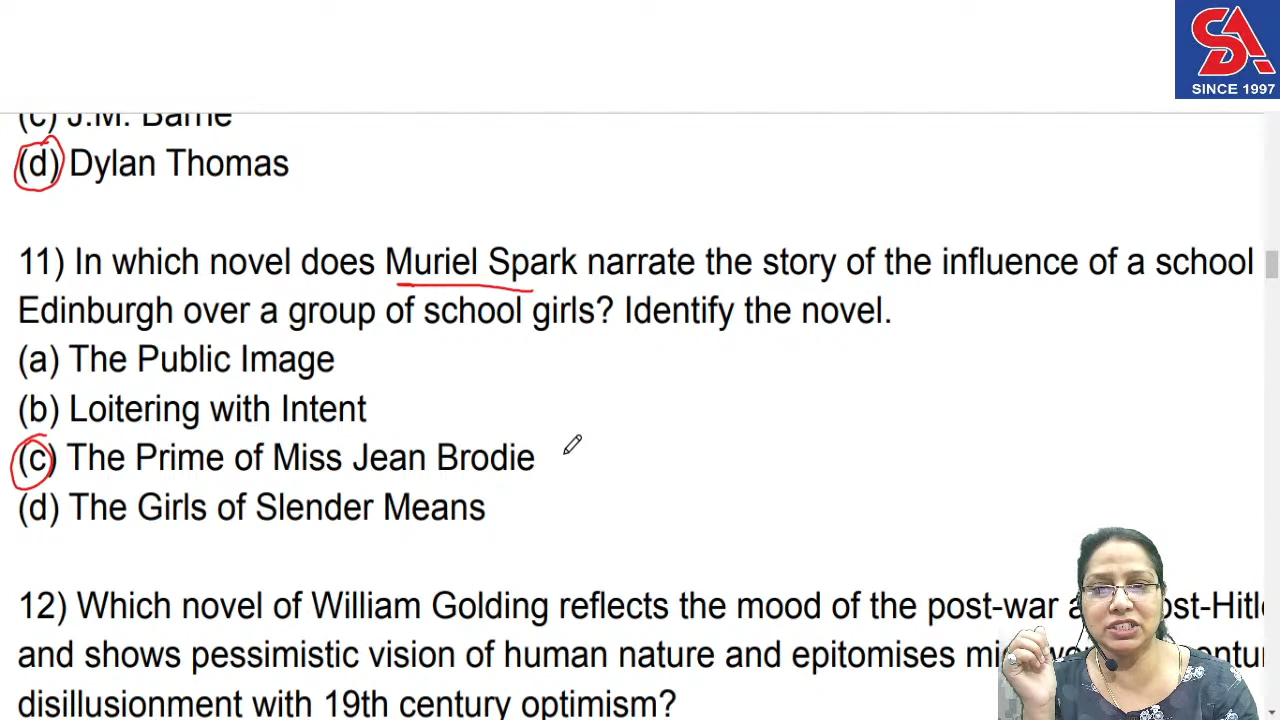 SA
SINCE 1997
(c) J.M. Barrie
(d) Dylan Thomas
11) In which novel does Muriel Spark narrate the story of the influence of a school
Edinburgh over a group of school girls? Identify the novel.
(a) The Public Image
(b) Loitering with Intent
(c) The Prime of Miss Jean Brodie
(d) The Girls of Slender Means
12) Which novel of William Golding reflects the mood of the post-war
and shows pessimistic vision of human nature and epitomises
disillusionment with 19th century optimism?